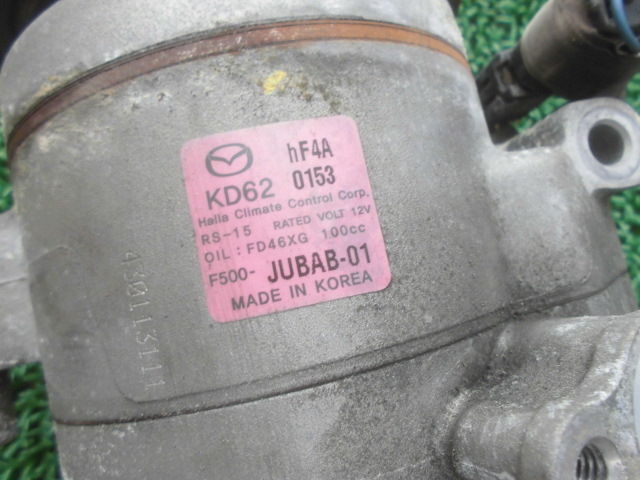 hF4A
KD62 0153
Halla Climate Control Corp.
RS-15 RATED VOLT 12V
OIL: FD46XG 100cc
F500- JUBAB-01
MADE IN KOREA